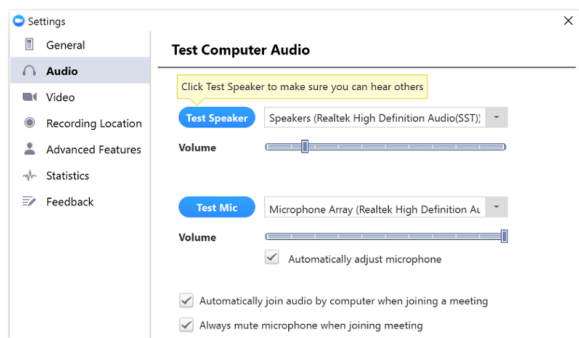 Settings
General
Audio
Video
Recording Location
Advanced Features
Statistics
Feedback
Test Computer Audio
Click Test Speaker to make sure you can hear others
Test Speaker
Speakers (Realtek High Definition Audio(SST))
Volume
Test Mic
Microphone Array (Realtek High Definition Au
Volume
Automatically adjust microphone
Automatically join audio by computer when joining a meeting
Always mute microphone when joining meeting